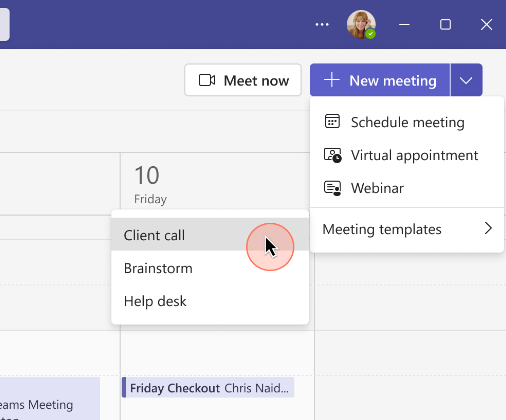 Meet now
New meeting
Schedule meeting
Virtual appointment
Webinar
Meeting templates
10
Friday
Client call
Brainstorm
Help desk
Friday Checkout Chris Naid...
eams Meeting